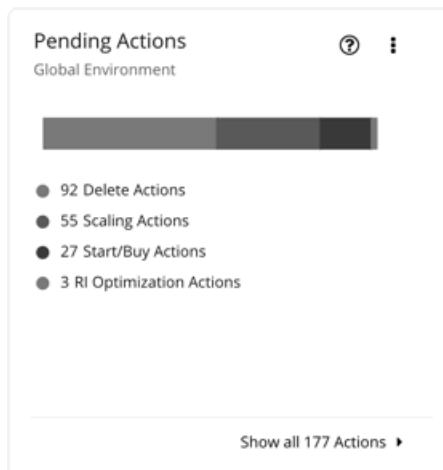 Pending Actions
Global Environment
92 Delete Actions
55 Scaling Actions
27 Start/Buy Actions
3 RI Optimization Actions
Show all 177 Actions